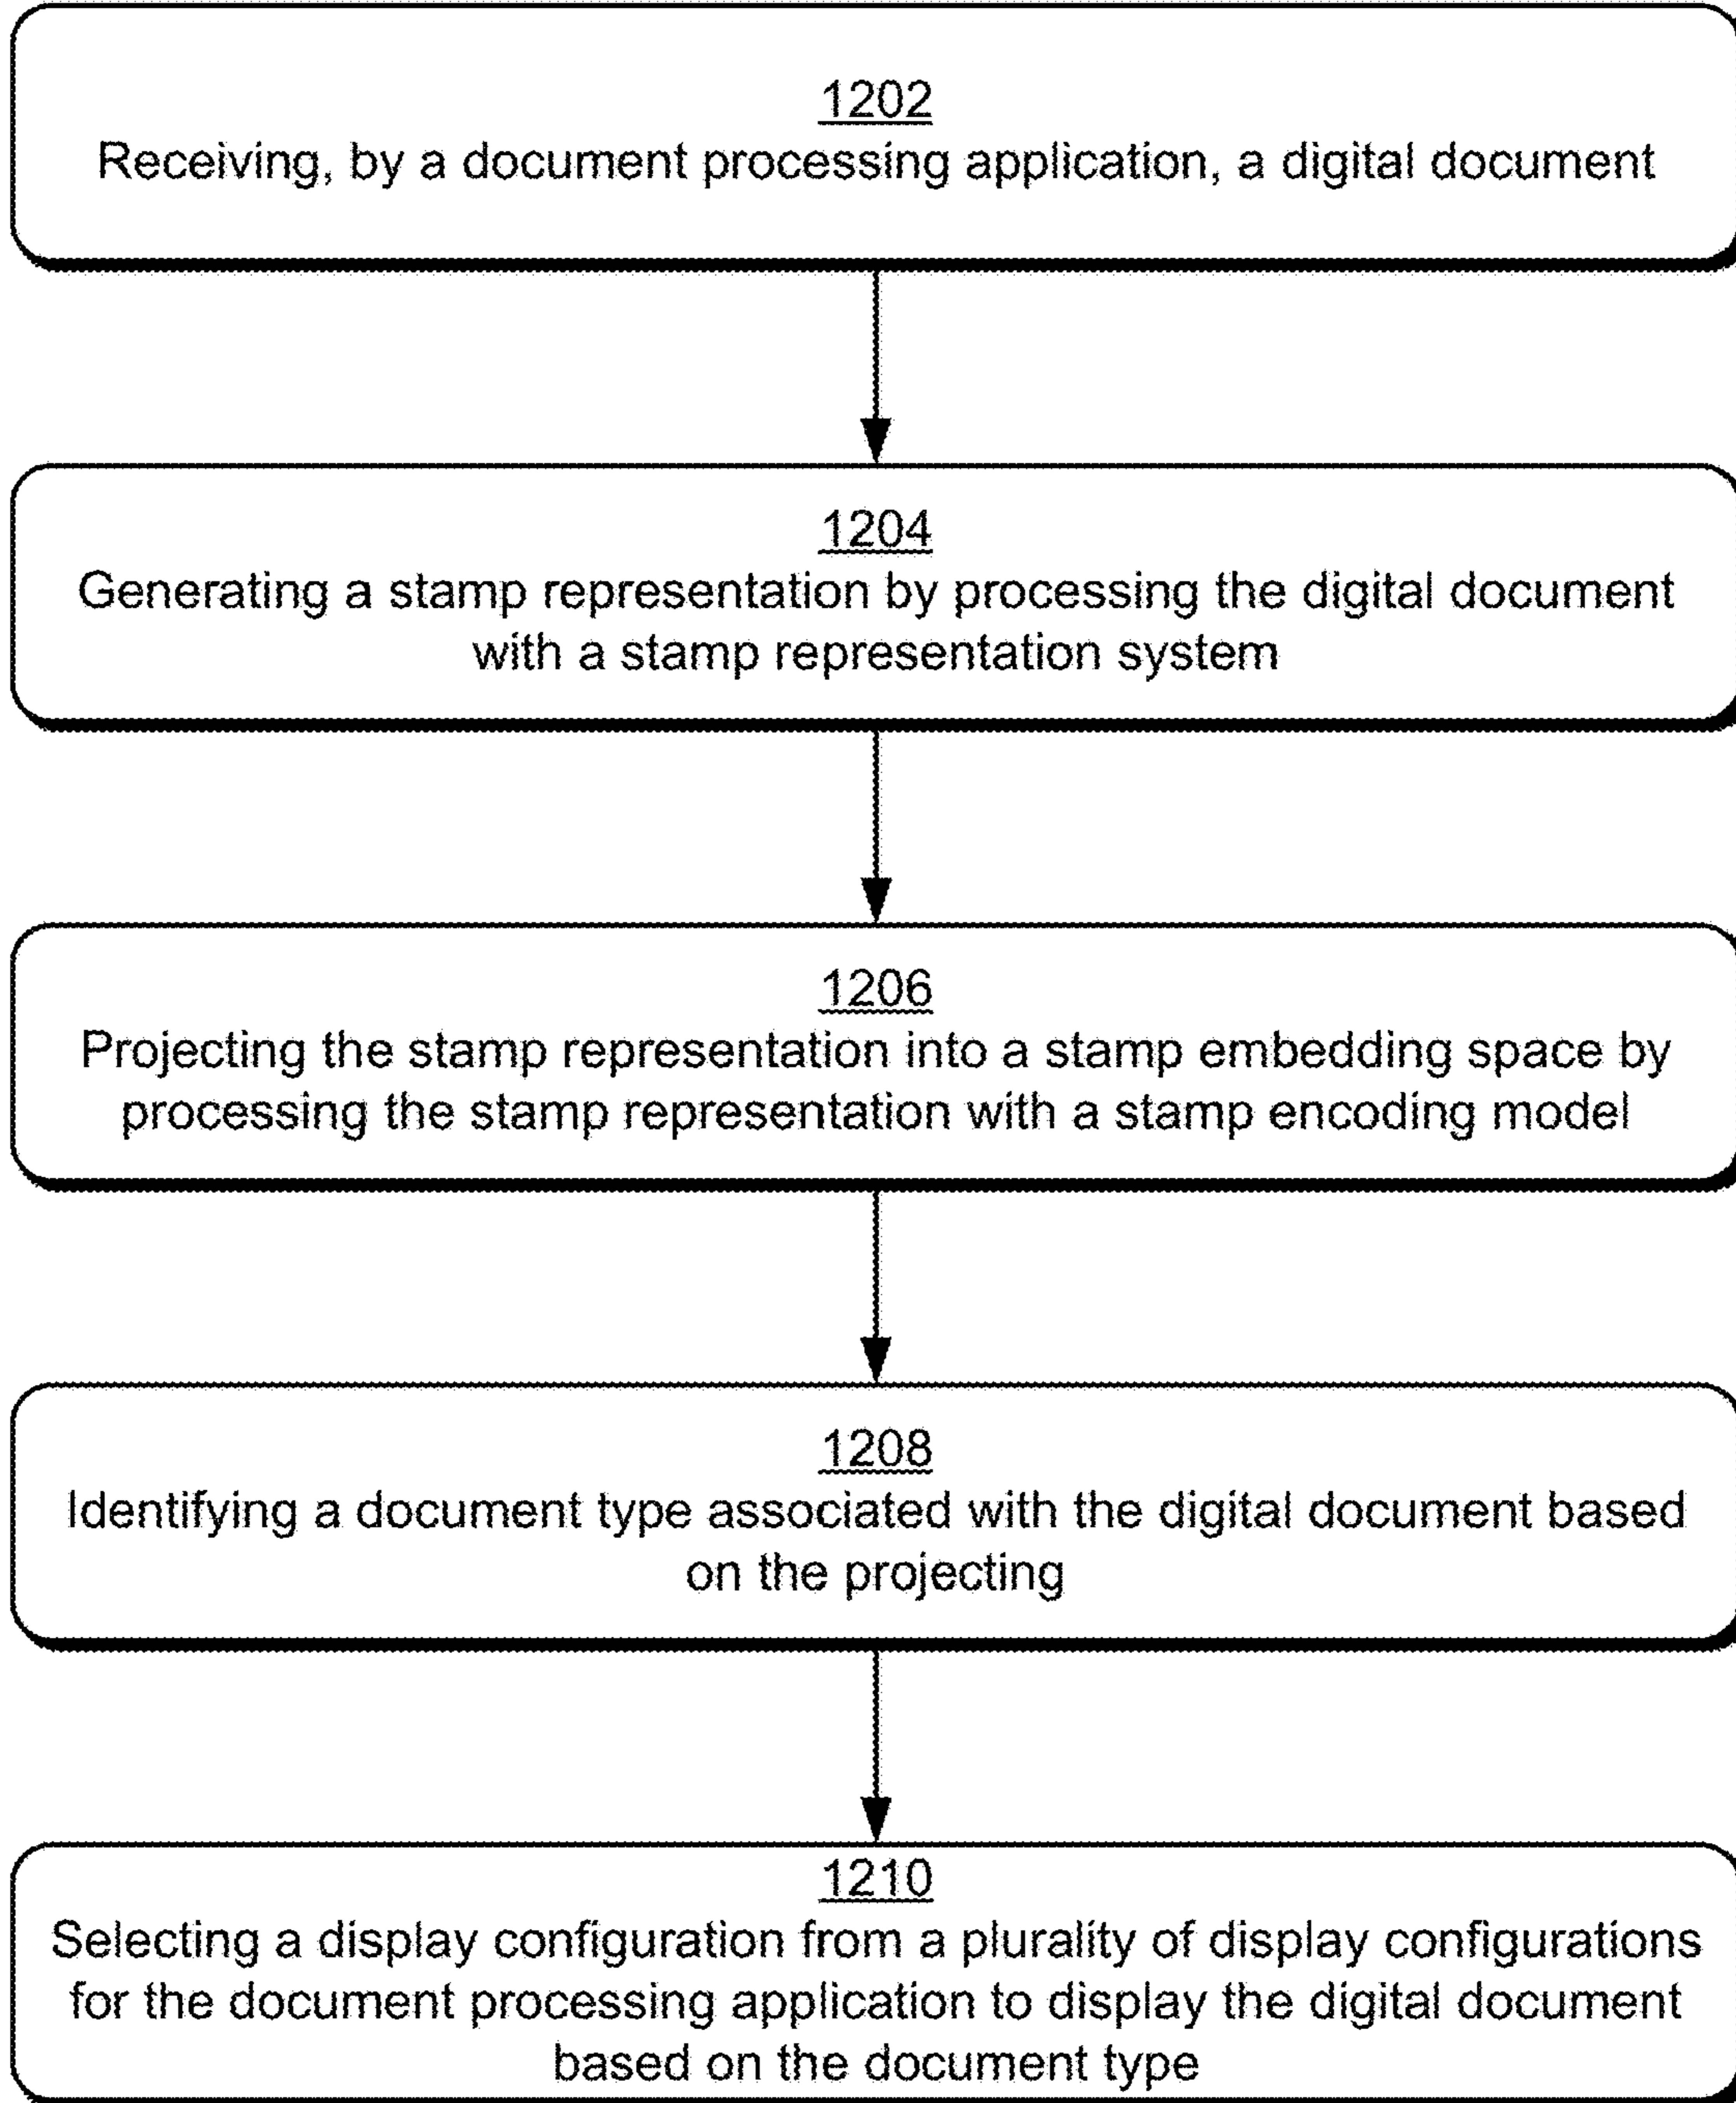 1202
Receiving, by a document processing application, a digital document
1204
Generating a stamp representation by processing the digital document
with a stamp representation system
1206
Projecting the stamp representation into a stamp embedding space by
processing the stamp representation with a stamp encoding model
1208
Identifying a document type associated with the digital document based
on the projecting
1210
Selecting a display configuration from a plurality of display configurations
for the document processing application to display the digital document
based on the document type